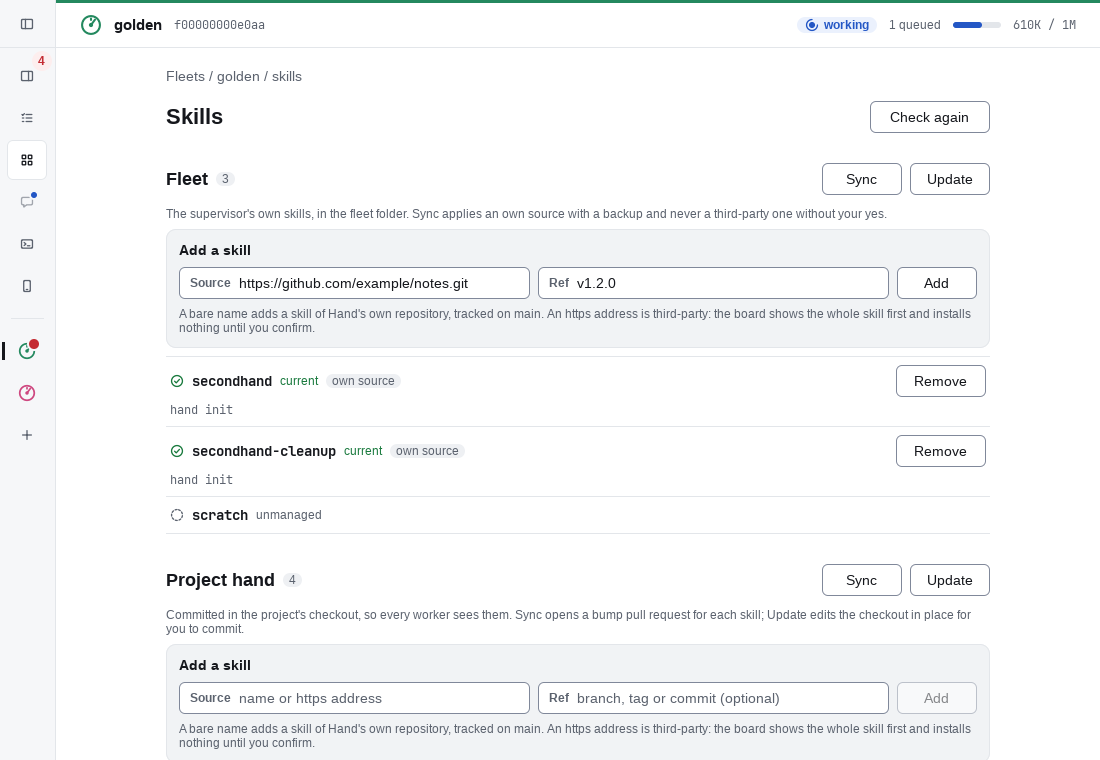 golden f00000000e0aa working 1 queued 610K / 1M
4
Fleets / golden / skills
Skills
Check again
Fleet 3
Sync Update
The supervisor's own skills, in the fleet folder. Sync applies an own source with a backup and never a third-party one without your yes.
Add a skill
Source https://github.com/example/notes.git Ref v1.2.0 Add
A bare name adds a skill of Hand's own repository, tracked on main. An https address is third-party: the board shows the whole skill first and installs
nothing until you confirm.
secondhand current own source Remove
hand init
secondhand-cleanup current own source Remove
hand init
scratch unmanaged
Project hand 4
Sync Update
Committed in the project's checkout, so every worker sees them. Sync opens a bump pull request for each skill; Update edits the checkout in place for
you to commit.
Add a skill
Source name or https address Ref branch, tag or commit (optional) Add
A bare name adds a skill of Hand's own repository, tracked on main. An https address is third-party: the board shows the whole skill first and installs
nothing until you confirm.